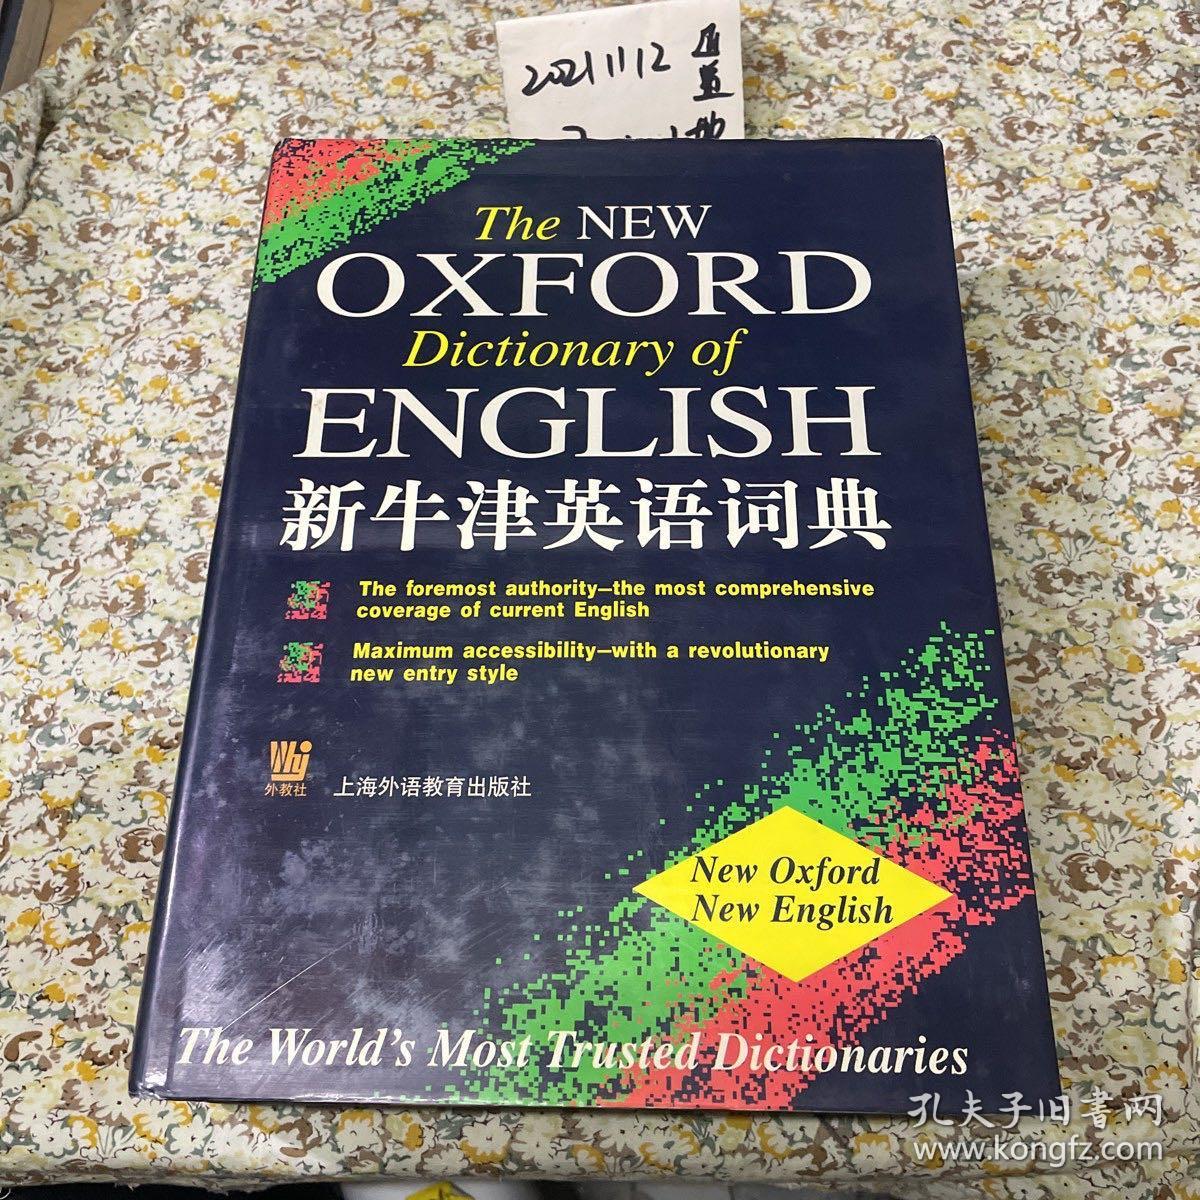 20211112
The NEW
OXFORD
Dictionary of
ENGLISH
新牛津英语词典
The foremost authority—the most comprehensive
coverage of current English
Maximum accessibility—with a revolutionary
new entry style
外教社
上海外语教育出版社
New Oxford
New English
The World's Most Trusted Dictionaries
孔夫子旧书网
www.kongfz.com